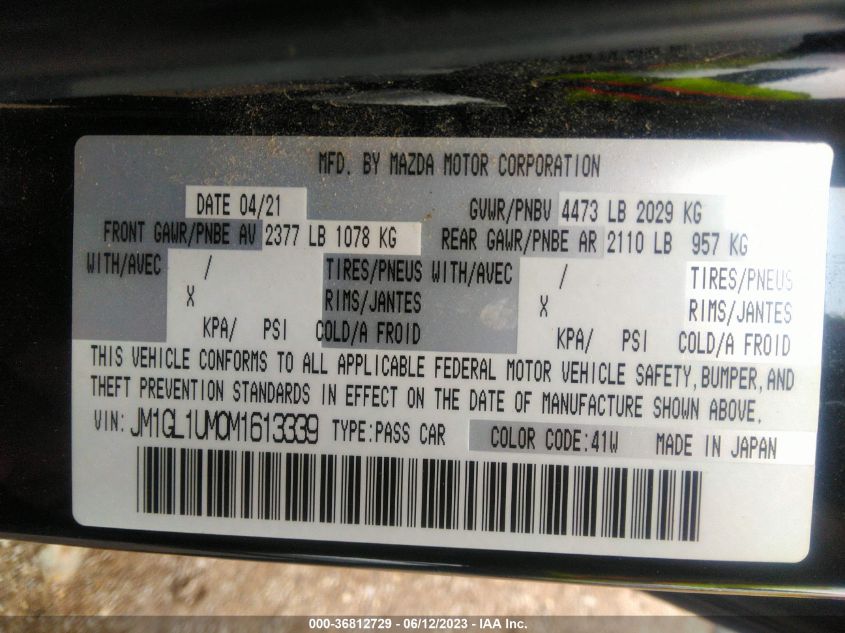 MFD. BY MAZDA MOTOR CORPORATION
DATE 04/21 GVWR/PNBV 4473 LB 2029 KG
FRONT GAWR/PNBE AV 2377 LB 1078 KG REAR GAWR/PNBE AR 2110 LB 957 KG
WITH/AVEC / TIRES/PNEUS WITH/AVEC / TIRES/PNEUS
X RIMS/JANTES X RIMS/JANTES
KPA/ PSI COLD/A FROID KPA/ PSI COLD/A FROID
THIS VEHICLE CONFORMS TO ALL APPLICABLE FEDERAL MOTOR VEHICLE SAFETY, BUMPER, AND
THEFT PREVENTION STANDARDS IN EFFECT ON THE DATE OF MANUFACTURE SHOWN ABOVE.
VIN: JM1GL1UM0M1613339 TYPE:PASS CAR COLOR CODE:41W MADE IN JAPAN
000-36812729 - 06/12/2023 - IAA Inc.